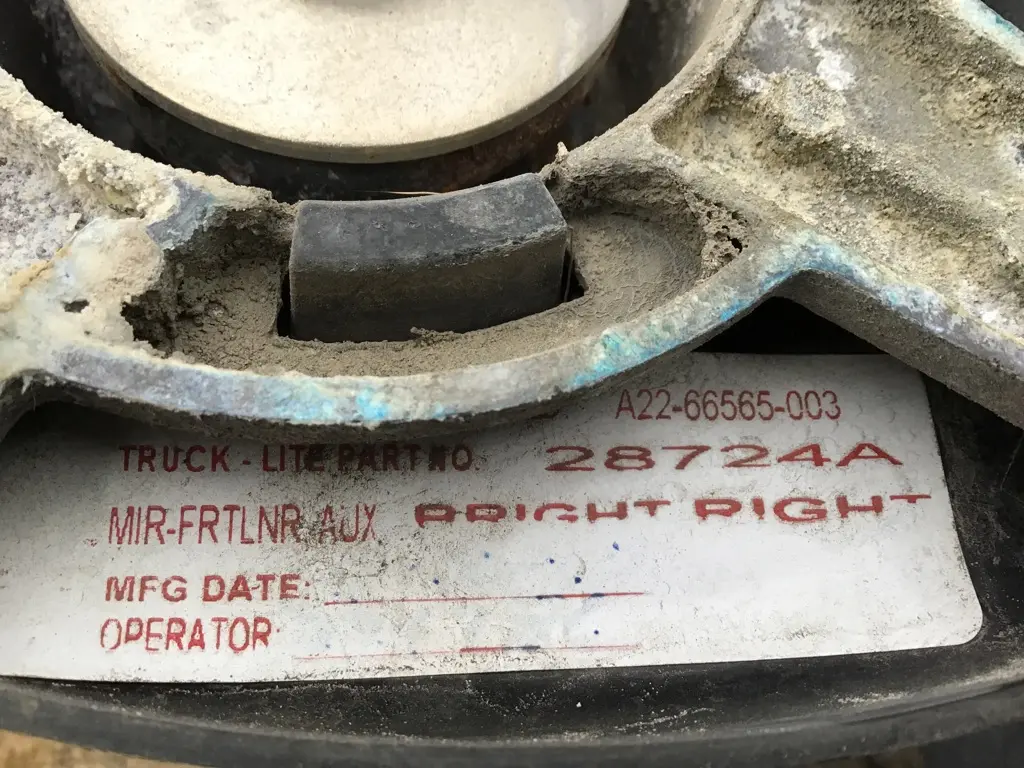 A22-66565-003
TRUCK-LITE PART NO. 28724A
MIR-FRTLNR AUX BRIGHT RIGHT
MFG DATE:
OPERATOR